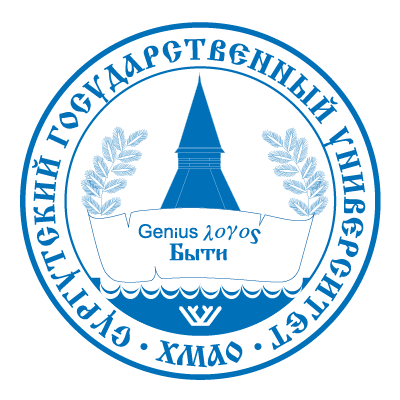 СУРГУТСКИЙ ГОСУДАРСТВЕННЫЙ УНИВЕРСИТЕТ · ХМАО ·
Genius λογος
Быти